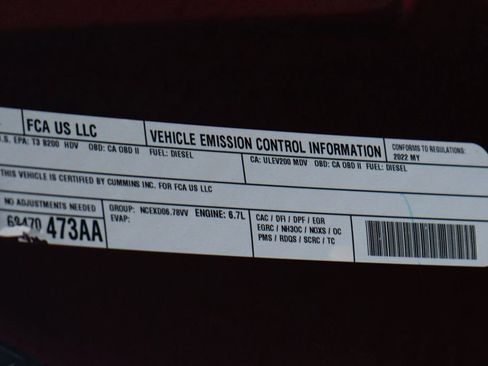 FCA US LLC
VEHICLE EMISSION CONTROL INFORMATION
CONFORMS TO REGULATIONS:
2022 MY
U.S. EPA: T3 B200 HDV OBD: CA OBD II FUEL: DIESEL
CA: ULEV200 MDV OBD: CA OBD II FUEL: DIESEL
THIS VEHICLE IS CERTIFIED BY CUMMINS INC. FOR FCA US LLC
NO ADJUSTMENTS NEEDED
68470 473AA
GROUP: NCEXD06.78VV ENGINE: 6.7L
EVAP:
CAC / DFI / DPF / EGR
EGRC / NH3OC / NOXS / OC
PMS / RDQS / SCRC / TC